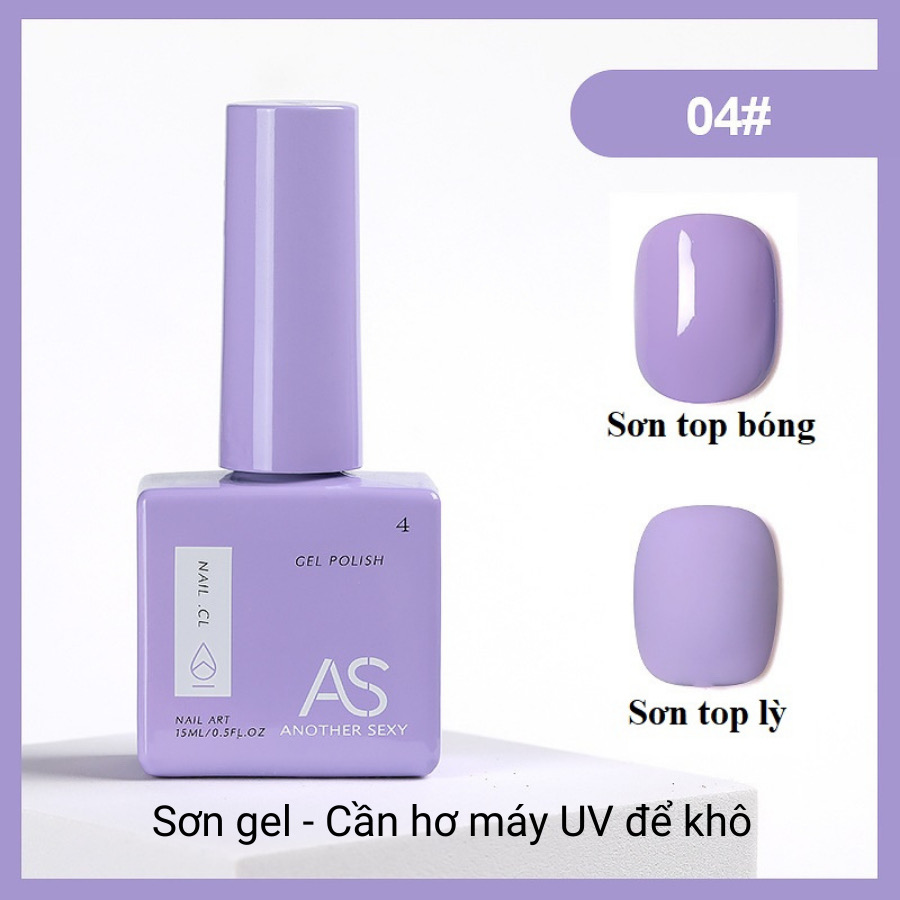 04#
Sơn top bóng
Sơn top lỳ
4
GEL POLISH
NAIL .CL
AS
NAIL ART
15ML/0.5FL.OZ
ANOTHER SEXY
Sơn gel - Cần hơ máy UV để khô